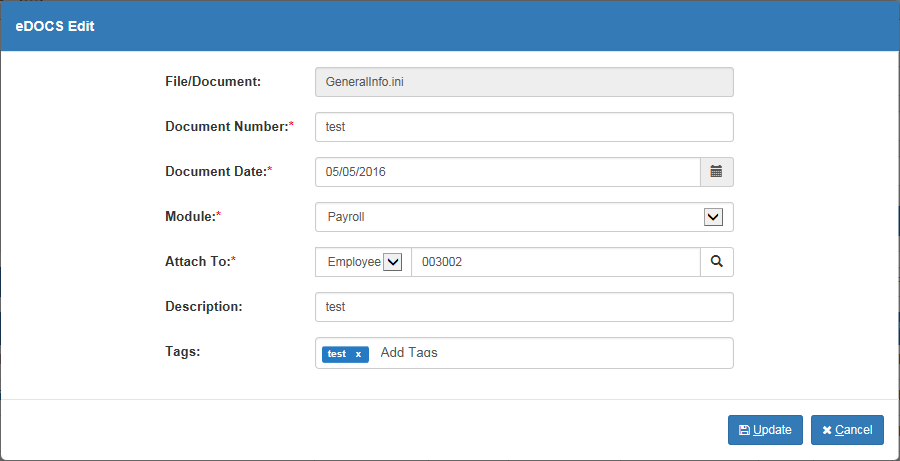 eDOCS Edit
File/Document: GeneralInfo.ini
Document Number:* test
Document Date:* 05/05/2016
Module:* Payroll
Attach To:* Employee 003002
Description: test
Tags: test x Add Tags
Update Cancel